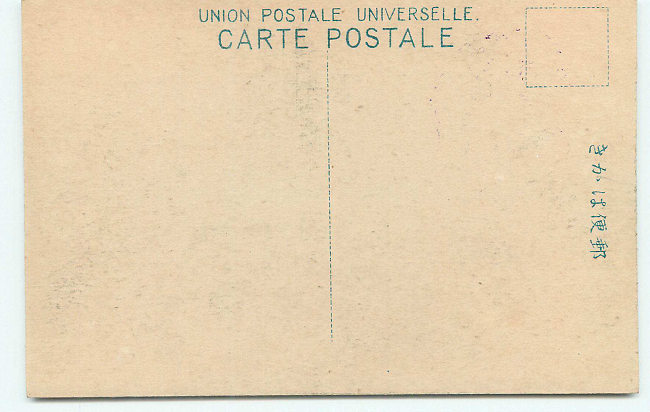 UNION POSTALE UNIVERSELLE.
CARTE POSTALE
きかは便郵